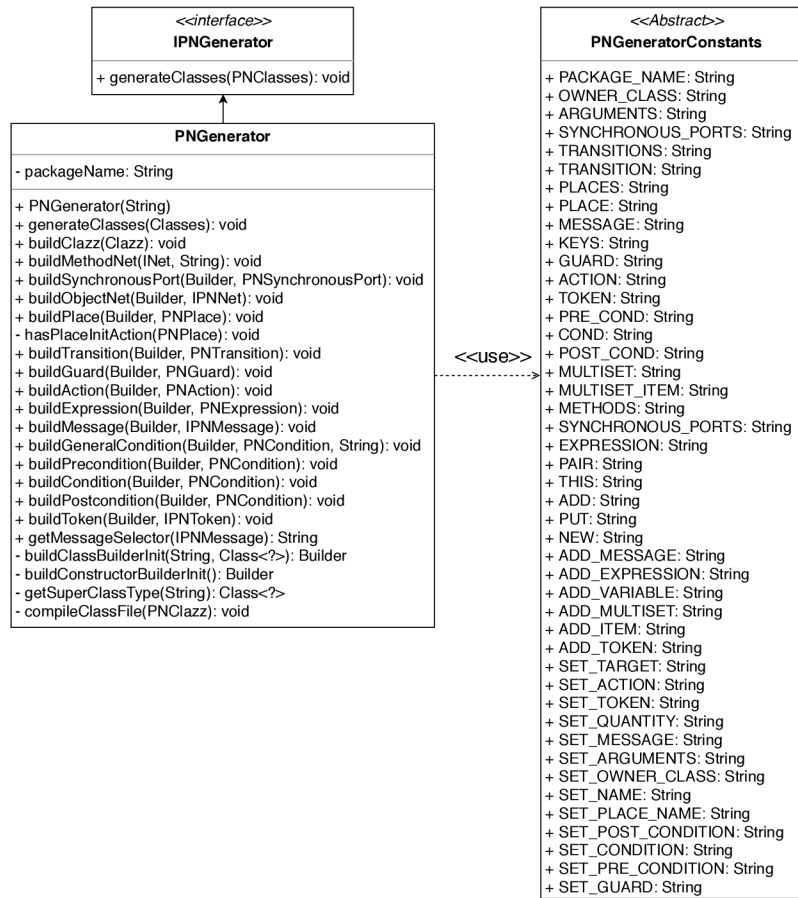 <<interface>>
IPNGenerator
+ generateClasses(PNClasses): void
PNGenerator
- packageName: String
+ PNGenerator(String)
+ generateClasses(Classes): void
+ buildClazz(Clazz): void
+ buildMethodNet(INet, String): void
+ buildSynchronousPort(Builder, PNSynchronousPort): void
+ buildObjectNet(Builder, IPNNet): void
+ buildPlace(Builder, PNPlace): void
- hasPlaceInitAction(PNPlace): void
+ buildTransition(Builder, PNTransition): void
+ buildGuard(Builder, PNGuard): void
+ buildAction(Builder, PNAction): void
+ buildExpression(Builder, PNExpression): void
+ buildMessage(Builder, IPNMessage): void
+ buildGeneralCondition(Builder, PNCondition, String): void
+ buildPrecondition(Builder, PNCondition): void
+ buildCondition(Builder, PNCondition): void
+ buildPostcondition(Builder, PNCondition): void
+ buildToken(Builder, IPNToken): void
+ getMessageSelector(IPNMessage): String
- buildClassBuilderInit(String, Class<?>): Builder
- buildConstructorBuilderInit(): Builder
- getSuperClassType(String): Class<?>
- compileClassFile(PNClazz): void
<<use>>
<<Abstract>>
PNGeneratorConstants
+ PACKAGE_NAME: String
+ OWNER_CLASS: String
+ ARGUMENTS: String
+ SYNCHRONOUS_PORTS: String
+ TRANSITIONS: String
+ TRANSITION: String
+ PLACES: String
+ PLACE: String
+ MESSAGE: String
+ KEYS: String
+ GUARD: String
+ ACTION: String
+ TOKEN: String
+ PRE_COND: String
+ COND: String
+ POST_COND: String
+ MULTISET: String
+ MULTISET_ITEM: String
+ METHODS: String
+ SYNCHRONOUS_PORTS: String
+ EXPRESSION: String
+ PAIR: String
+ THIS: String
+ ADD: String
+ PUT: String
+ NEW: String
+ ADD_MESSAGE: String
+ ADD_EXPRESSION: String
+ ADD_VARIABLE: String
+ ADD_MULTISET: String
+ ADD_ITEM: String
+ ADD_TOKEN: String
+ SET_TARGET: String
+ SET_ACTION: String
+ SET_TOKEN: String
+ SET_QUANTITY: String
+ SET_MESSAGE: String
+ SET_ARGUMENTS: String
+ SET_OWNER_CLASS: String
+ SET_NAME: String
+ SET_PLACE_NAME: String
+ SET_POST_CONDITION: String
+ SET_CONDITION: String
+ SET_PRE_CONDITION: String
+ SET_GUARD: String